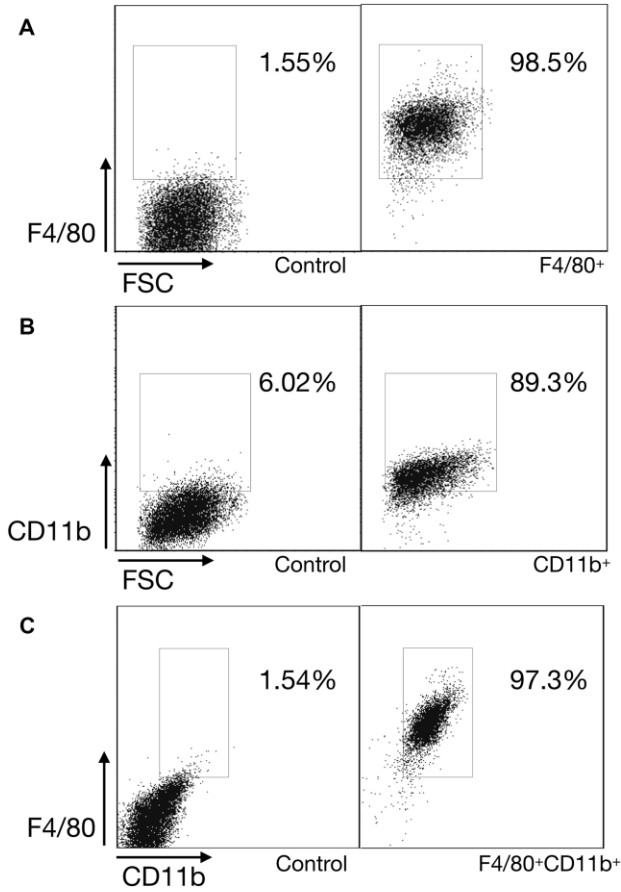 A
1.55%
98.5%
F4/80
FSC
Control
F4/80⁺
B
6.02%
89.3%
CD11b
FSC
Control
CD11b⁺
C
1.54%
97.3%
F4/80
CD11b
Control
F4/80⁺CD11b⁺